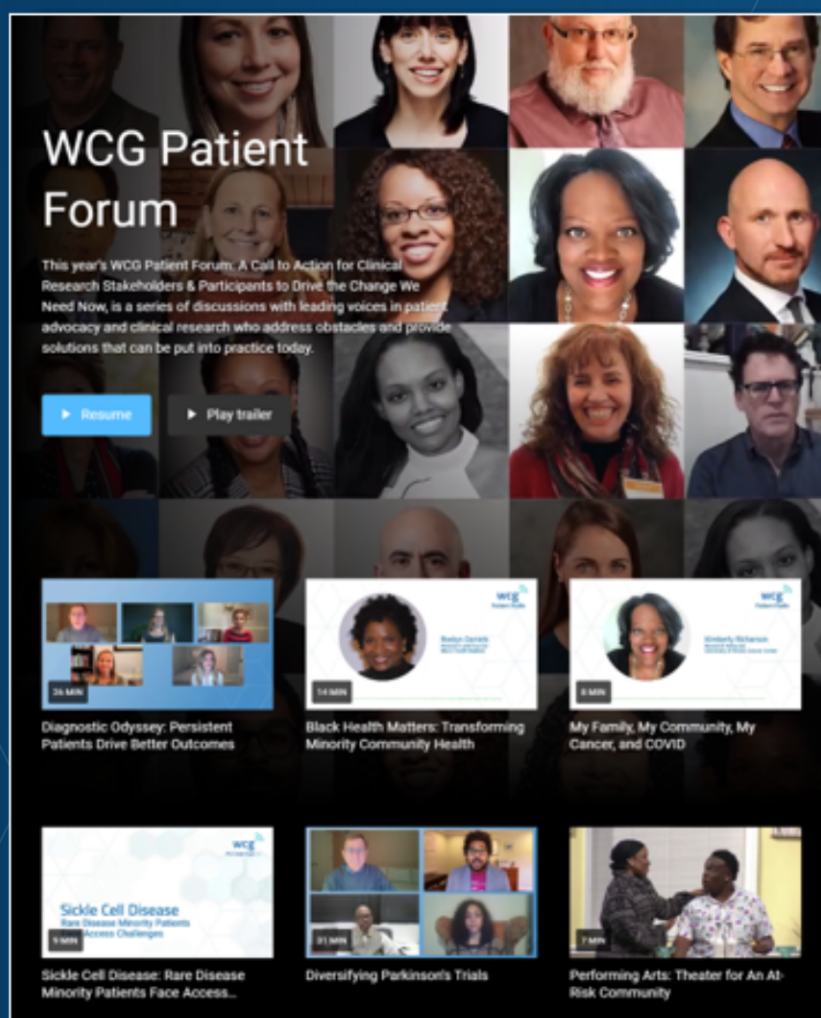 WCG Patient
Forum
This year's WCG Patient Forum: A Call to Action for Clinical
Research Stakeholders & Participants to Drive the Change We
Need Now, is a series of discussions with leading voices in patient
advocacy and clinical research who address obstacles and provide
solutions that can be put into practice today.
Resume
Play trailer
26 MIN
Diagnostic Odyssey: Persistent
Patients Drive Better Outcomes
wcg
14 MIN
Black Health Matters: Transforming
Minority Community Health
wcg
Kimberly Richardson
8 MIN
My Family, My Community, My
Cancer, and COVID
wcg
Sickle Cell Disease
Rare Disease Minority Patients
Access Challenges
9 MIN
Sickle Cell Disease: Rare Disease
Minority Patients Face Access...
31 MIN
Diversifying Parkinson's Trials
7 MIN
Performing Arts: Theater for An At-
Risk Community